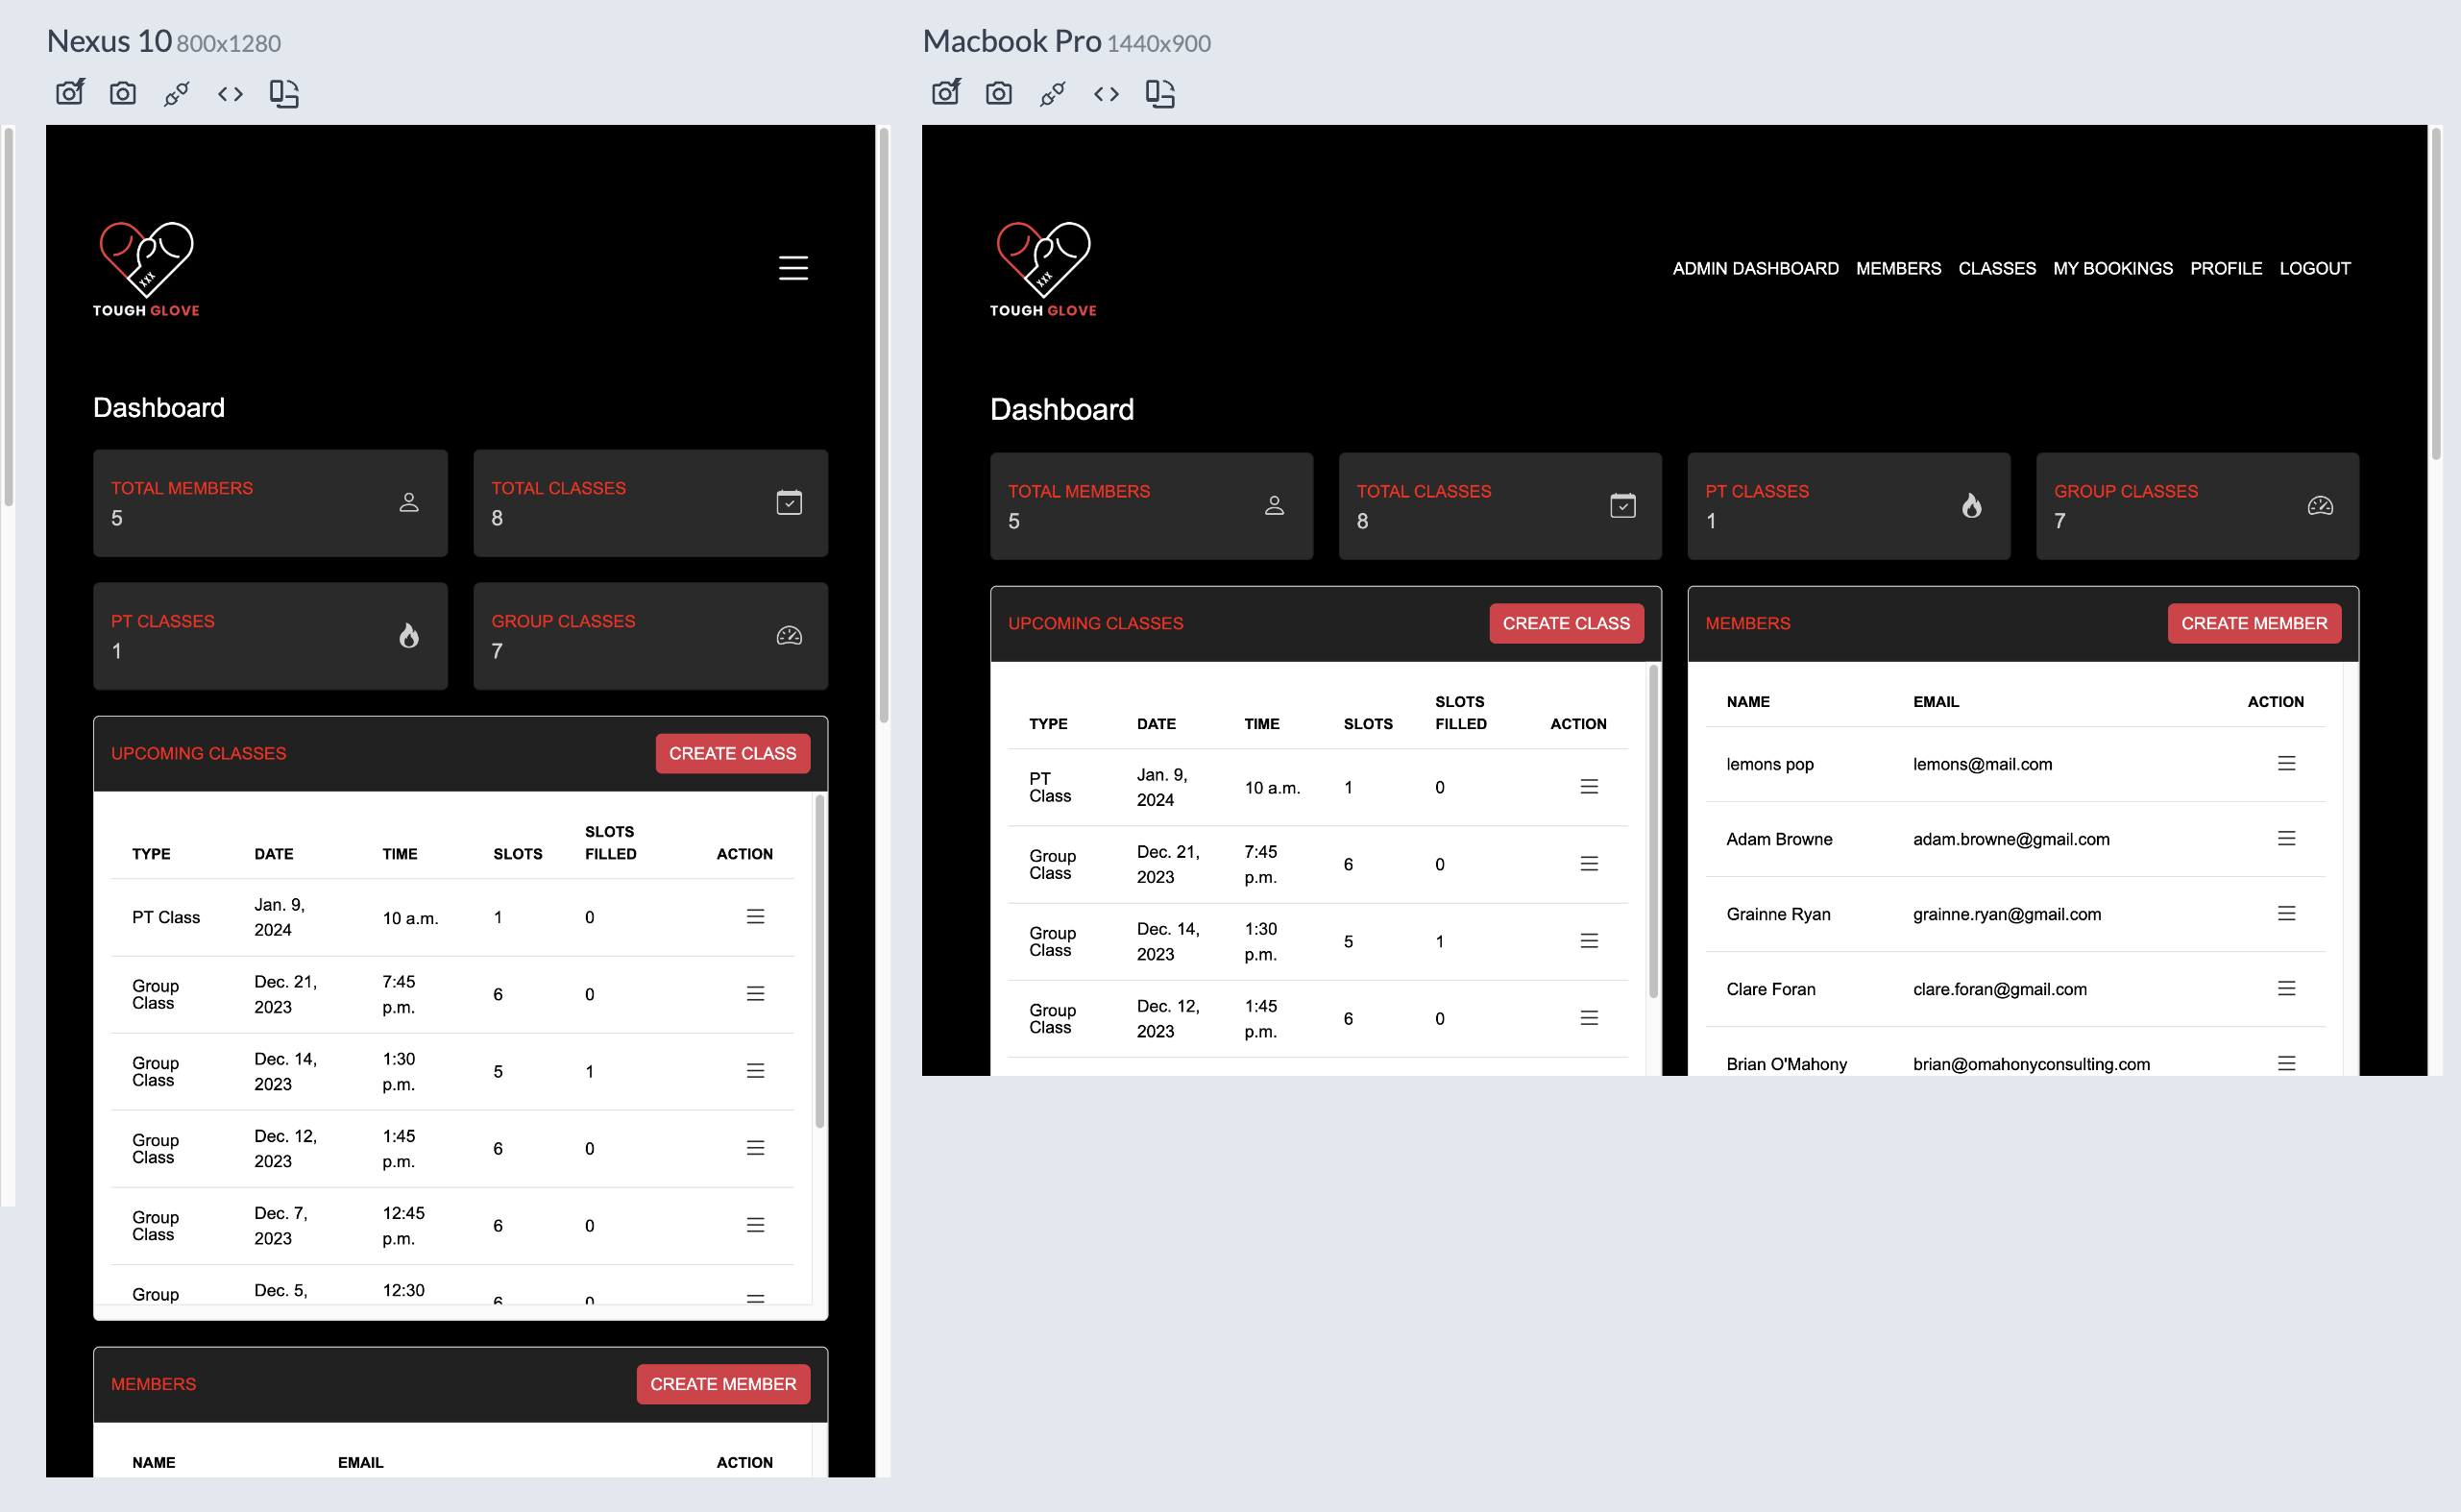 Nexus 10 800x1280
TOUGH GLOVE
Dashboard
TOTAL MEMBERS
5
TOTAL CLASSES
8
PT CLASSES
1
GROUP CLASSES
7
UPCOMING CLASSES CREATE CLASS
TYPE DATE TIME SLOTS SLOTS FILLED ACTION
PT Class Jan. 9, 2024 10 a.m. 1 0
Group Class Dec. 21, 2023 7:45 p.m. 6 0
Group Class Dec. 14, 2023 1:30 p.m. 5 1
Group Class Dec. 12, 2023 1:45 p.m. 6 0
Group Class Dec. 7, 2023 12:45 p.m. 6 0
Group Dec. 5, 12:30 6 0
MEMBERS CREATE MEMBER
NAME EMAIL ACTION
Macbook Pro 1440x900
XXX
TOUGH GLOVE
ADMIN DASHBOARD MEMBERS CLASSES MY BOOKINGS PROFILE LOGOUT
Dashboard
TOTAL MEMBERS
5
TOTAL CLASSES
8
PT CLASSES
1
GROUP CLASSES
7
UPCOMING CLASSES CREATE CLASS
TYPE DATE TIME SLOTS SLOTS FILLED ACTION
PT Class Jan. 9, 2024 10 a.m. 1 0
Group Class Dec. 21, 2023 7:45 p.m. 6 0
Group Class Dec. 14, 2023 1:30 p.m. 5 1
Group Class Dec. 12, 2023 1:45 p.m. 6 0
MEMBERS CREATE MEMBER
NAME EMAIL ACTION
lemons pop lemons@mail.com
Adam Browne adam.browne@gmail.com
Grainne Ryan grainne.ryan@gmail.com
Clare Foran clare.foran@gmail.com
Brian O'Mahony brian@omahonyconsulting.com